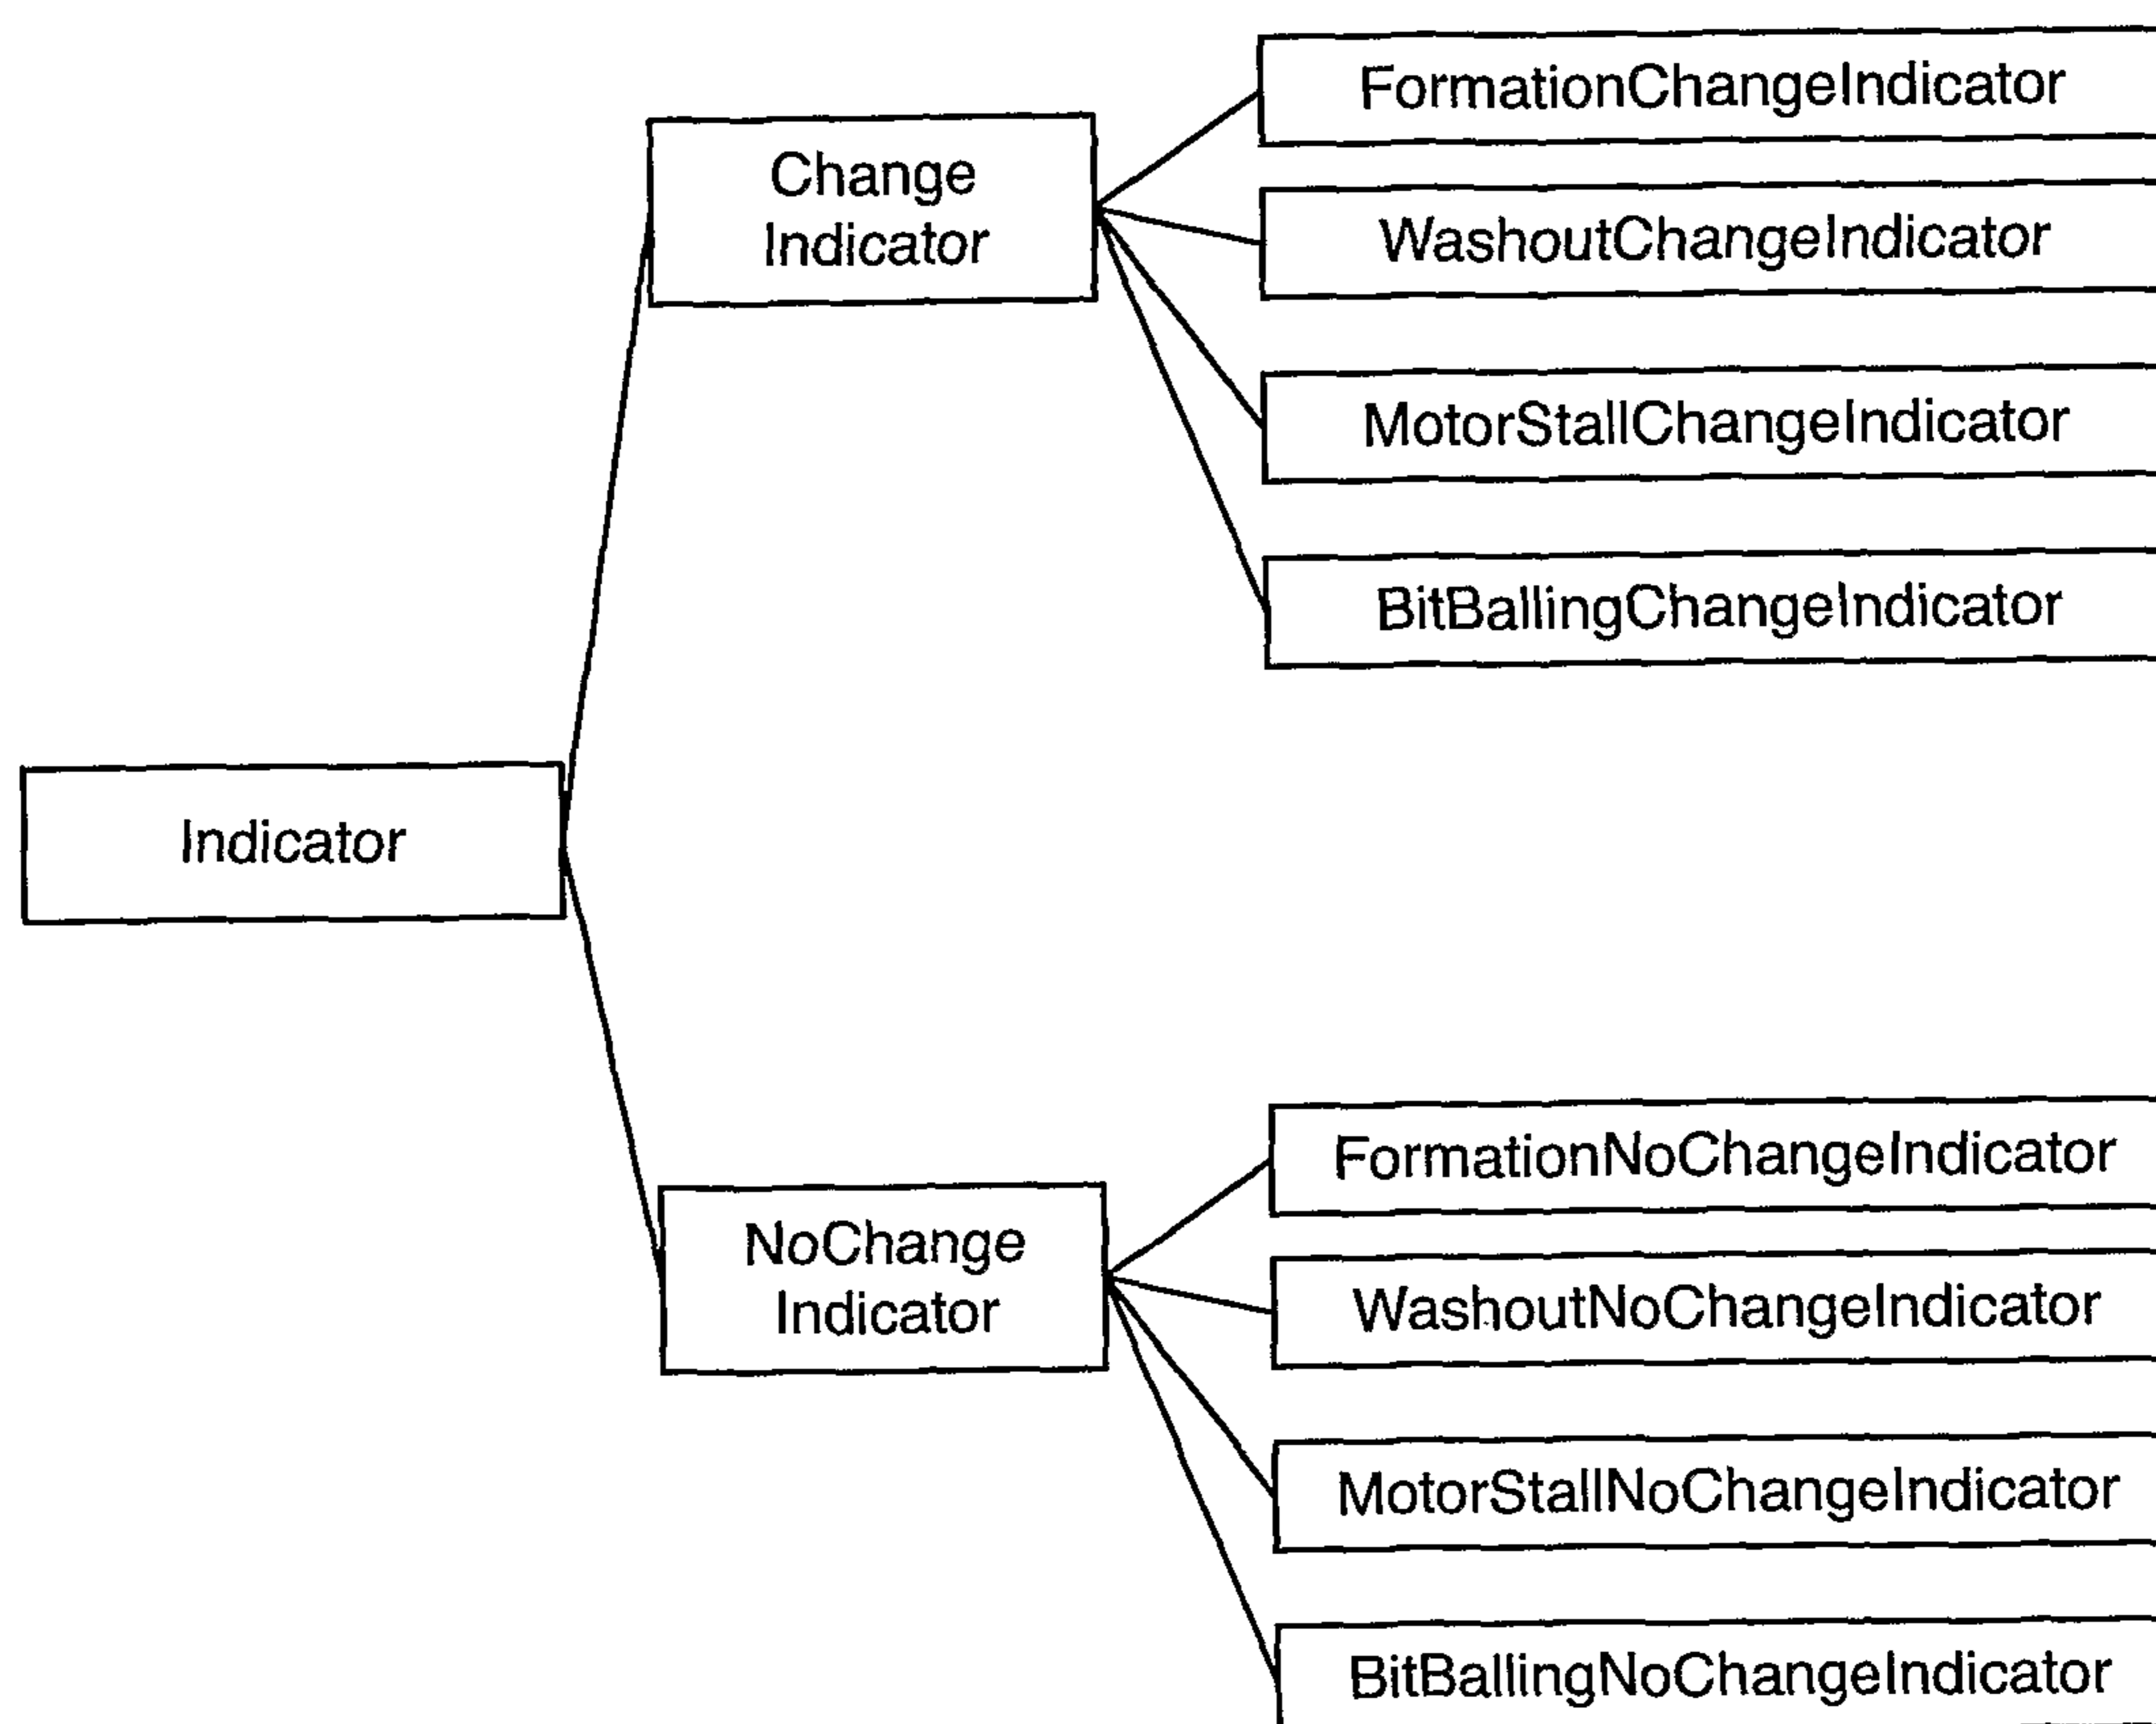 FormationChangeIndicator
Change
Indicator
WashoutChangeIndicator
MotorStallChangeIndicator
BitBallingChangeIndicator
Indicator
FormationNoChangeIndicator
NoChange
Indicator
WashoutNoChangeIndicator
MotorStallNoChangeIndicator
BitBallingNoChangeIndicator